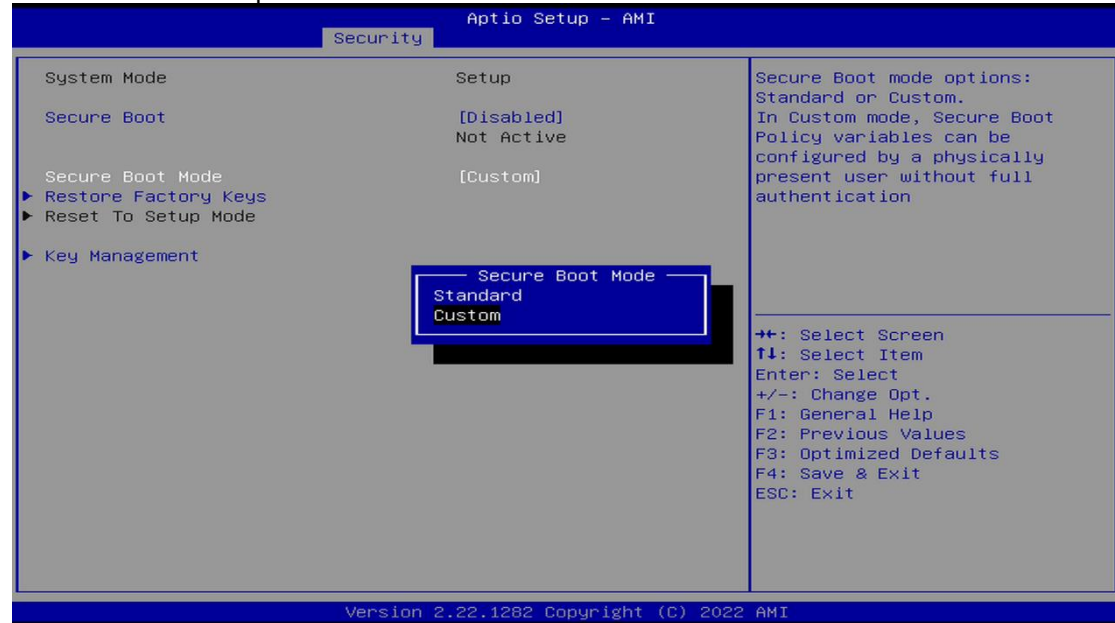 Aptio Setup – AMI
Security
System Mode Setup
Secure Boot [Disabled]
Not Active
Secure Boot Mode [Custom]
► Restore Factory Keys
► Reset To Setup Mode
► Key Management
Secure Boot Mode
Standard
Custom
Secure Boot mode options:
Standard or Custom.
In Custom mode, Secure Boot
Policy variables can be
configured by a physically
present user without full
authentication
→←: Select Screen
↑↓: Select Item
Enter: Select
+/-: Change Opt.
F1: General Help
F2: Previous Values
F3: Optimized Defaults
F4: Save & Exit
ESC: Exit
Version 2.22.1282 Copyright (C) 2022 AMI